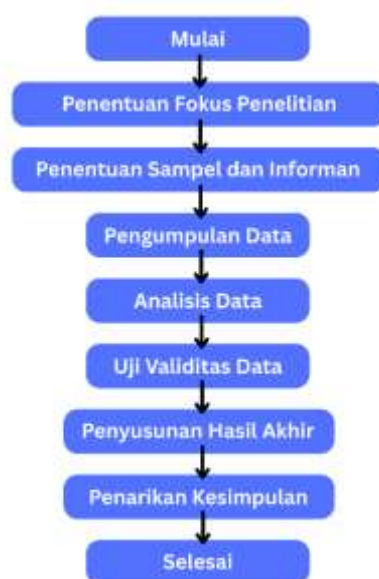 Mulai
Penentuan Fokus Penelitian
Penentuan Sampel dan Informan
Pengumpulan Data
Analisis Data
Uji Validitas Data
Penyusunan Hasil Akhir
Penarikan Kesimpulan
Selesai